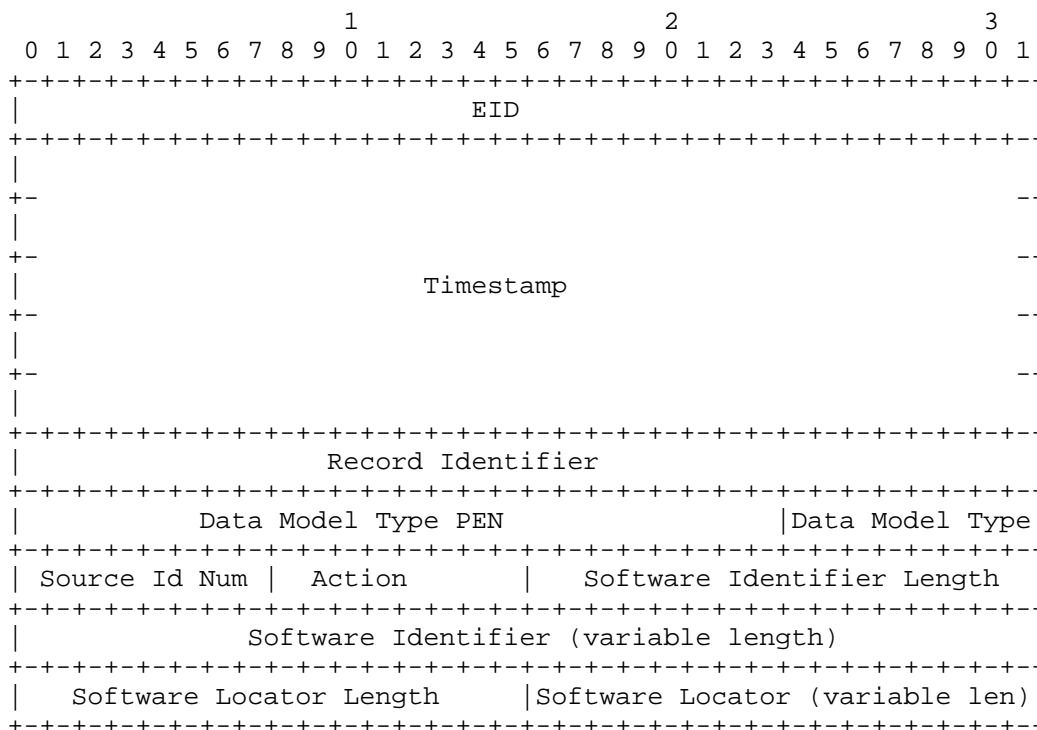 1                   2                   3
 0 1 2 3 4 5 6 7 8 9 0 1 2 3 4 5 6 7 8 9 0 1 2 3 4 5 6 7 8 9 0 1
+-+-+-+-+-+-+-+-+-+-+-+-+-+-+-+-+-+-+-+-+-+-+-+-+-+-+-+-+-+-+-+--
|                            EID
+-+-+-+-+-+-+-+-+-+-+-+-+-+-+-+-+-+-+-+-+-+-+-+-+-+-+-+-+-+-+-+--
|
+-                                                             --
|
+-                                                             --
|                         Timestamp
+-                                                             --
|
+-                                                             --
|
+-+-+-+-+-+-+-+-+-+-+-+-+-+-+-+-+-+-+-+-+-+-+-+-+-+-+-+-+-+-+-+--
|                   Record Identifier
+-+-+-+-+-+-+-+-+-+-+-+-+-+-+-+-+-+-+-+-+-+-+-+-+-+-+-+-+-+-+-+--
|           Data Model Type PEN                 |Data Model Type
+-+-+-+-+-+-+-+-+-+-+-+-+-+-+-+-+-+-+-+-+-+-+-+-+-+-+-+-+-+-+-+--
| Source Id Num |  Action       |   Software Identifier Length
+-+-+-+-+-+-+-+-+-+-+-+-+-+-+-+-+-+-+-+-+-+-+-+-+-+-+-+-+-+-+-+--
|              Software Identifier (variable length)
+-+-+-+-+-+-+-+-+-+-+-+-+-+-+-+-+-+-+-+-+-+-+-+-+-+-+-+-+-+-+-+--
|   Software Locator Length     |Software Locator (variable len)
+-+-+-+-+-+-+-+-+-+-+-+-+-+-+-+-+-+-+-+-+-+-+-+-+-+-+-+-+-+-+-+--